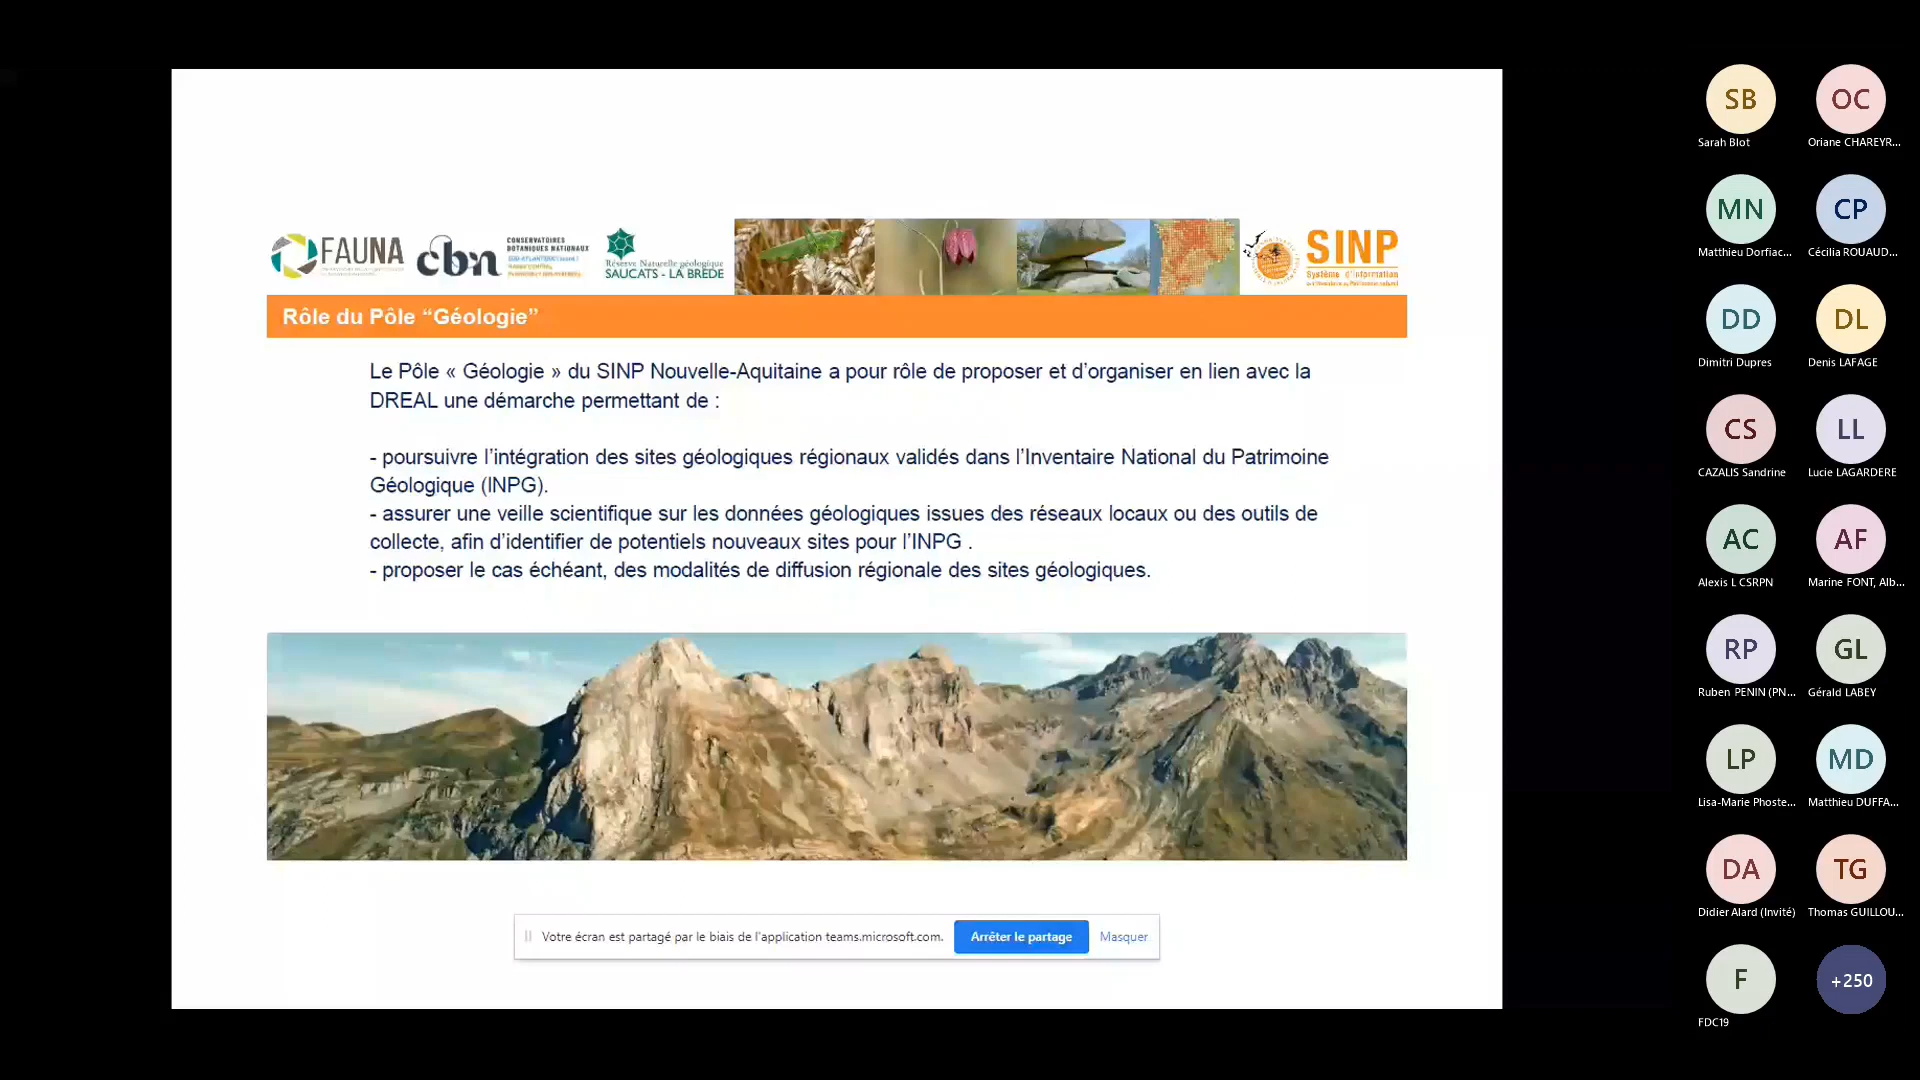 FAUNA
cbn
CONSERVATOIRES
BOTANIQUES NATIONAUX
Réserve Naturelle géologique
SAUCATS - LA BRÈDE
SINP
Système d'information
Rôle du Pôle “Géologie”
Le Pôle « Géologie » du SINP Nouvelle-Aquitaine a pour rôle de proposer et d’organiser en lien avec la
DREAL une démarche permettant de :
- poursuivre l’intégration des sites géologiques régionaux validés dans l’Inventaire National du Patrimoine
Géologique (INPG).
- assurer une veille scientifique sur les données géologiques issues des réseaux locaux ou des outils de
collecte, afin d’identifier de potentiels nouveaux sites pour l’INPG .
- proposer le cas échéant, des modalités de diffusion régionale des sites géologiques.
Votre écran est partagé par le biais de l'application teams.microsoft.com.
Arrêter le partage
Masquer
SB
OC
Sarah Blot
Oriane CHAREYR...
MN
CP
Matthieu Dorfiac...
Cécilia ROUAUD...
DD
DL
Dimitri Dupres
Denis LAFAGE
CS
LL
CAZALIS Sandrine
Lucie LAGARDERE
AC
AF
Alexis L CSRPN
Marine FONT, Alb...
RP
GL
Ruben PENIN (PN...
Gérald LABEY
LP
MD
Lisa-Marie Phoste...
Matthieu DUFFA...
DA
TG
Didier Alard (Invité)
Thomas GUILLOU...
F
+250
FDC19